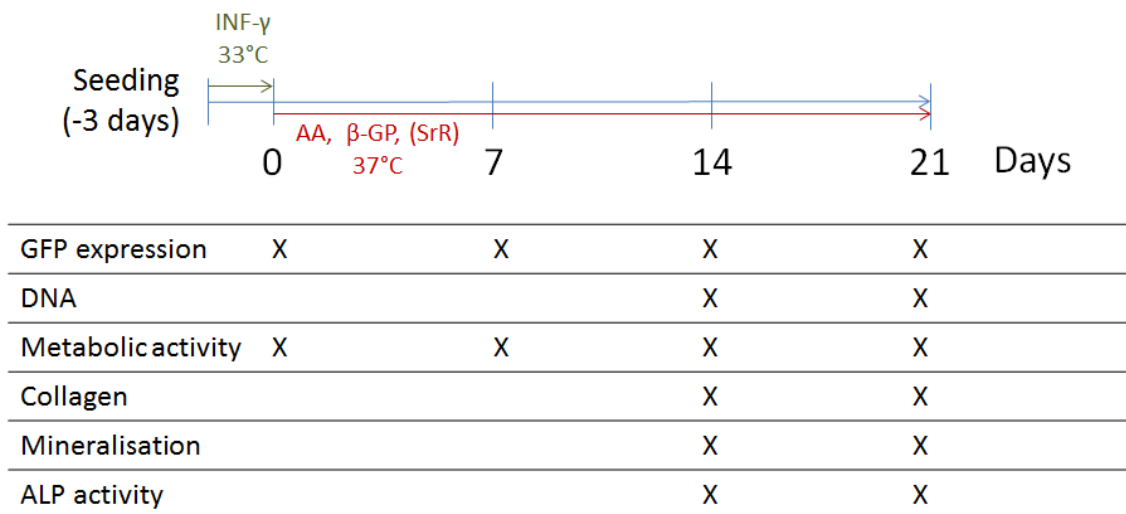 INF-γ
33°C
Seeding
(-3 days)
AA, β-GP, (SrR)
37°C
0 7 14 21 Days
GFP expression X X X X
DNA X X
Metabolic activity X X X X
Collagen X X
Mineralisation X X
ALP activity X X